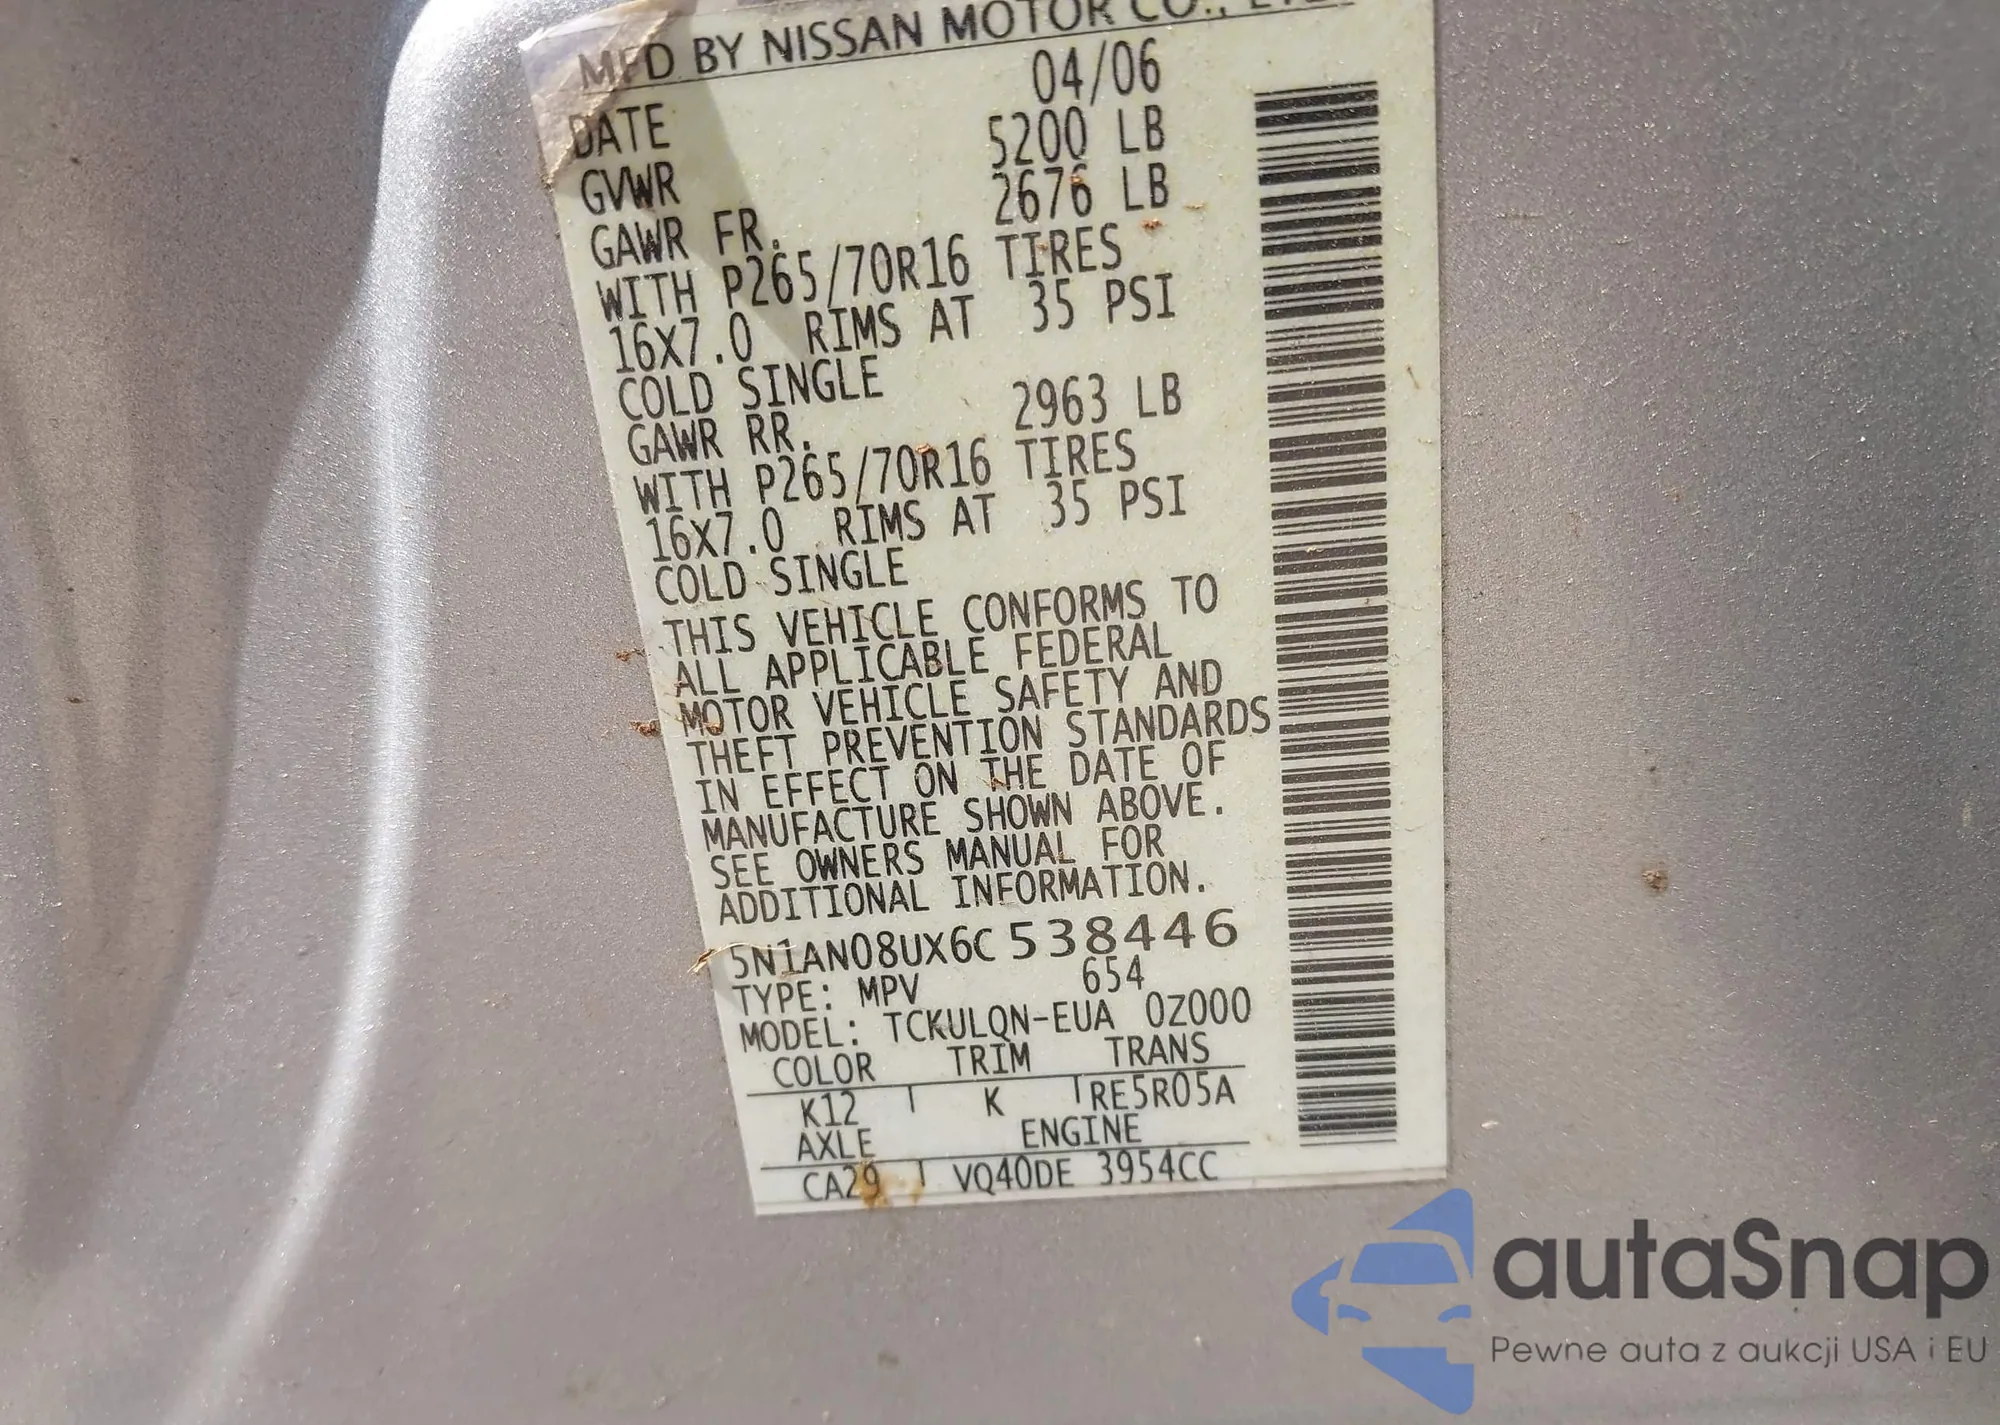 MFD BY NISSAN MOTOR CO., LTD.
DATE 04/06
GVWR 5200 LB
GAWR FR. 2676 LB
WITH P265/70R16 TIRES
16X7.0 RIMS AT 35 PSI
COLD SINGLE
GAWR RR. 2963 LB
WITH P265/70R16 TIRES
16X7.0 RIMS AT 35 PSI
COLD SINGLE
THIS VEHICLE CONFORMS TO
ALL APPLICABLE FEDERAL
MOTOR VEHICLE SAFETY AND
THEFT PREVENTION STANDARDS
IN EFFECT ON THE DATE OF
MANUFACTURE SHOWN ABOVE.
SEE OWNERS MANUAL FOR
ADDITIONAL INFORMATION.
5N1AN08UX6C538446
TYPE: MPV 654
MODEL: TCKULQN-EUA 0Z000
COLOR TRIM TRANS
K12 K RE5R05A
AXLE ENGINE
CA29 VQ40DE 3954CC
autaSnap
Pewne auta z aukcji USA i EU